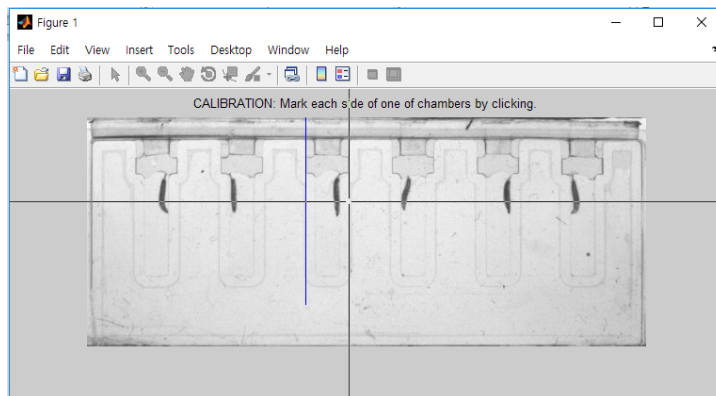 Figure 1
File Edit View Insert Tools Desktop Window Help
CALIBRATION: Mark each side of one of chambers by clicking.